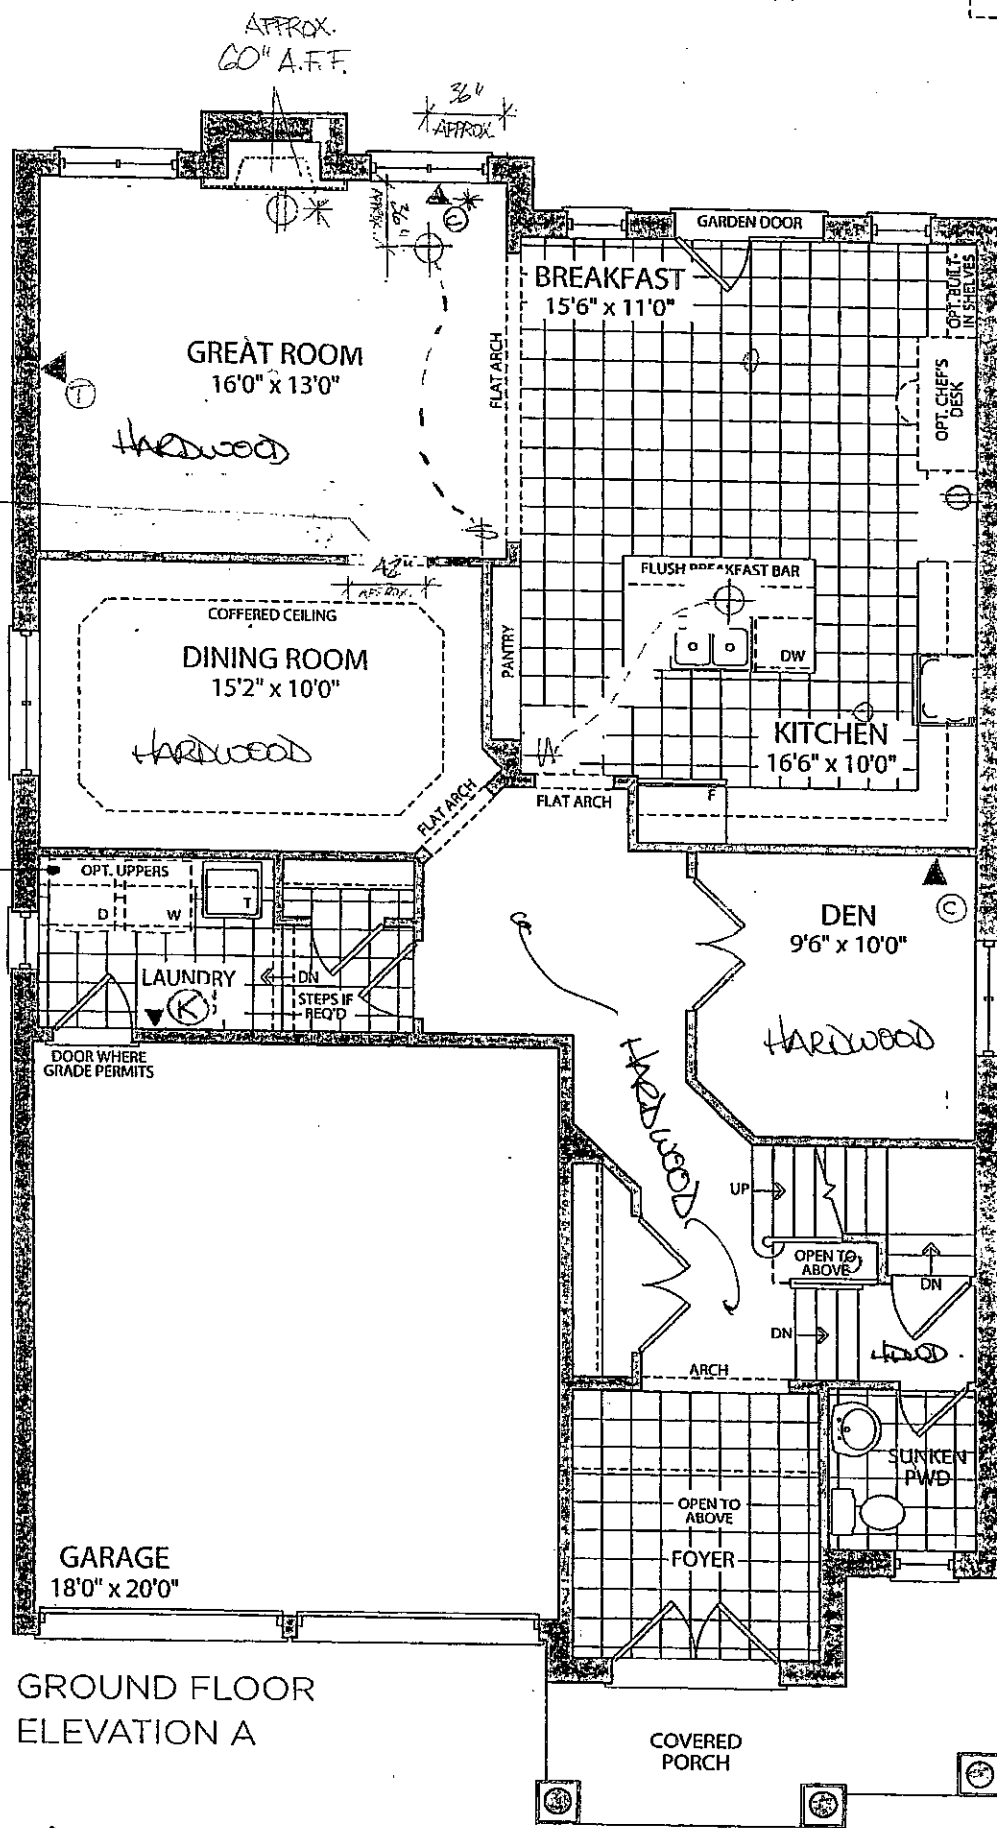 APPROX.
60" A.F.F.
36"
APPROX.
APPROX.
36"
C
GARDEN DOOR
BREAKFAST
15'6" x 11'0"
OPT. BUILT-
IN SHELVES
GREAT ROOM
16'0" x 13'0"
FLAT ARCH
OPT. CHEF'S
DESK
T
HARDWOOD
42"
APPROX.
FLUSH BREAKFAST BAR
COFFERED CEILING
DINING ROOM
15'2" x 10'0"
PANTRY
DW
HARDWOOD
KITCHEN
16'6" x 10'0"
FLAT ARCH
FLAT ARCH
F
OPT. UPPERS
D
W
T
DEN
9'6" x 10'0"
C
LAUNDRY
K
DN
STEPS IF
REQ'D
HARDWOOD
DOOR WHERE
GRADE PERMITS
HARDWOOD
UP
OPEN TO
ABOVE
DN
DN
HDWD.
ARCH
SUNKEN
PWD
OPEN TO
ABOVE
FOYER
GARAGE
18'0" x 20'0"
GROUND FLOOR
ELEVATION A
COVERED
PORCH